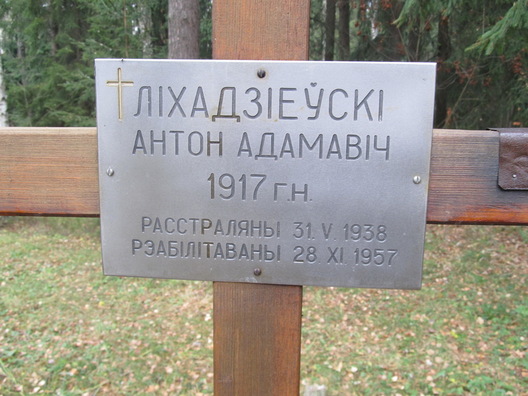 ЛІХАДЗІЕЎСКІ
АНТОН АДАМАВІЧ
1917 г.н.
РАССТРАЛЯНЫ 31. V. 1938
РЭАБІЛІТАВАНЫ 28 XI. 1957